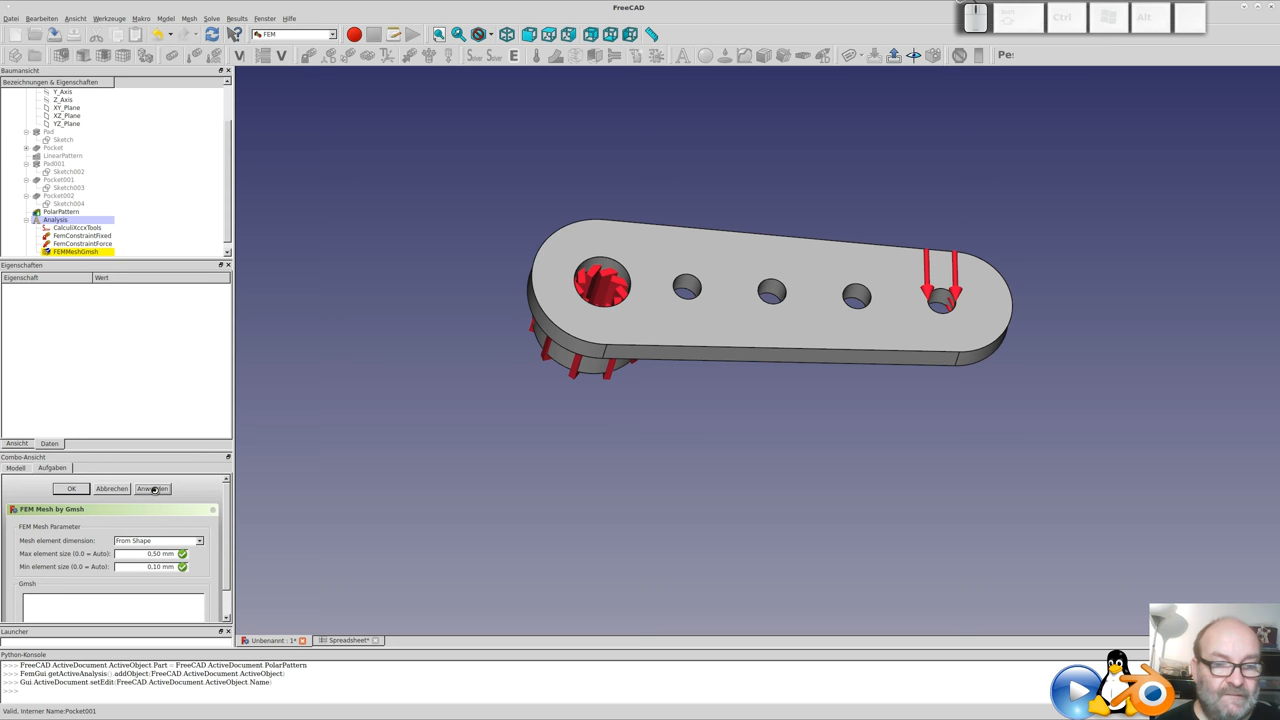 FreeCAD
Datei Bearbeiten Ansicht Werkzeuge Makro Model Mesh Solve Results Fenster Hilfe
FEM
Ctrl Alt
Baumansicht
Bezeichnungen & Eigenschaften
Y_Axis
Z_Axis
XY_Plane
XZ_Plane
YZ_Plane
Pad
Sketch
Pocket
LinearPattern
Pad001
Sketch002
Pocket001
Sketch003
Pocket002
Sketch004
PolarPattern
Analysis
CalculiXccxTools
FemConstraintFixed
FemConstraintForce
FEMMeshGmsh
Eigenschaften
Eigenschaft Wert
Ansicht Daten
Combo-Ansicht
Modell Aufgaben
OK Abbrechen Anwenden
FEM Mesh by Gmsh
FEM Mesh Parameter
Mesh element dimension: From Shape
Max element size (0.0 = Auto): 0,50 mm
Min element size (0.0 = Auto): 0,10 mm
Gmsh
Launcher
Unbenannt : 1* Spreadsheet*
Python-Konsole
>>> FreeCAD.ActiveDocument.ActiveObject.Part = FreeCAD.ActiveDocument.PolarPattern
>>> FemGui.getActiveAnalysis().addObject(FreeCAD.ActiveDocument.ActiveObject)
>>> Gui.ActiveDocument.setEdit(FreeCAD.ActiveDocument.ActiveObject.Name)
>>>
Valid, Interner Name:Pocket001